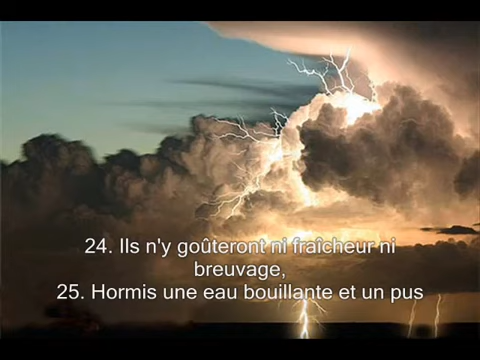 24. Ils n'y goûteront ni fraîcheur ni
breuvage,
25. Hormis une eau bouillante et un pus